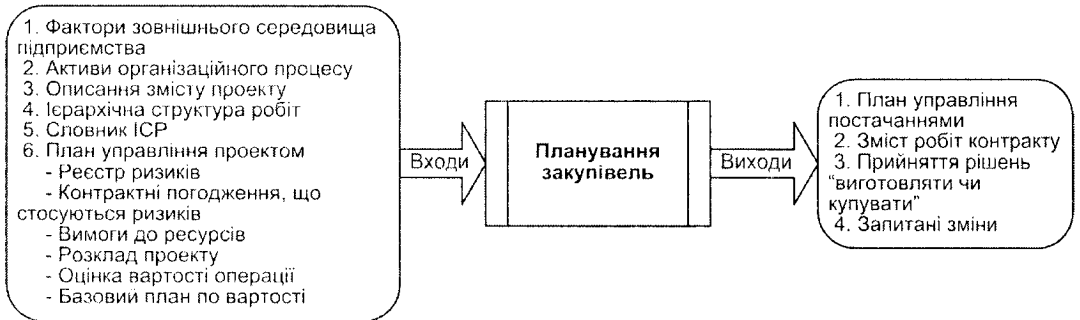 1. Фактори зовнішнього середовища
підприємства
2. Активи організаційного процесу
3. Описання змісту проекту
4. Ієрархічна структура робіт
5. Словник ІСР
6. План управління проектом
- Реєстр ризиків
- Контрактні погодження, що
стосуються ризиків
- Вимоги до ресурсів
- Розклад проекту
- Оцінка вартості операції
- Базовий план по вартості
Входи
Планування
закупівель
Виходи
1. План управління
постачаннями
2. Зміст робіт контракту
3. Прийняття рішень
“виготовляти чи
купувати”
4. Запитані зміни